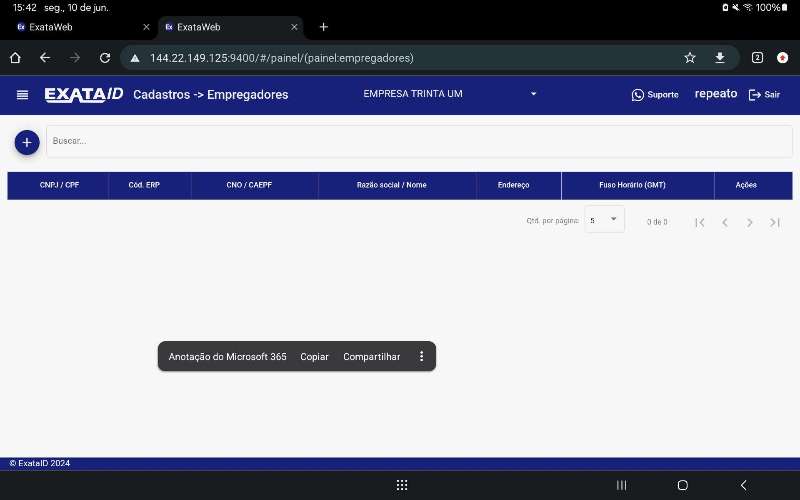 15:42 seg., 10 de jun. 100%
ExataWeb ExataWeb
144.22.149.125:9400/#/painel/(painel:empregadores) 2
EXATAID Cadastros -> Empregadores EMPRESA TRINTA UM Suporte repeato Sair
+ Buscar...
CNPJ / CPF Cód. ERP CNO / CAEPF Razão social / Nome Endereço Fuso Horário (GMT) Ações
Qtd. por página: 5 0 de 0
Anotação do Microsoft 365 Copiar Compartilhar
© ExataID 2024